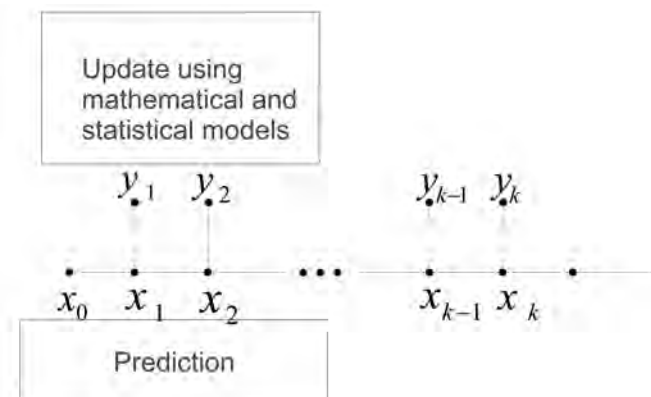 Update using
mathematical and
statistical models
y₁ y₂ yₖ₋₁ yₖ
...
x₀ x₁ x₂ xₖ₋₁ xₖ
Prediction